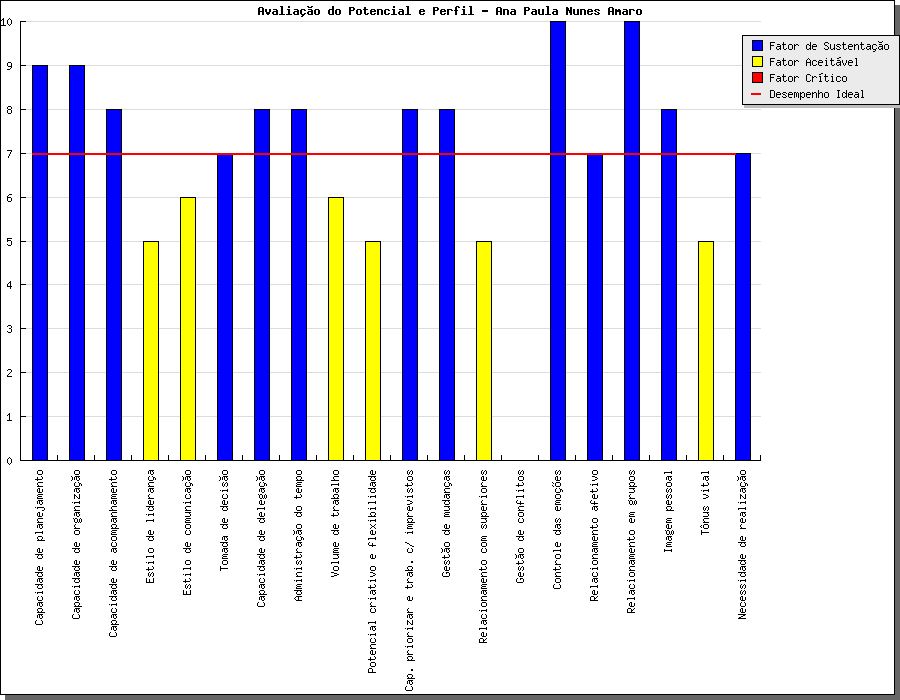 Avaliação do Potencial e Perfil - Ana Paula Nunes Amaro
Fator de Sustentação
Fator Aceitável
Fator Crítico
Desempenho Ideal
10
9
8
7
6
5
4
3
2
1
0
Capacidade de planejamento
Capacidade de organização
Capacidade de acompanhamento
Estilo de liderança
Estilo de comunicação
Tomada de decisão
Capacidade de delegação
Administração do tempo
Volume de trabalho
Potencial criativo e flexibilidade
Cap. priorizar e trab. c/ imprevistos
Gestão de mudanças
Relacionamento com superiores
Gestão de conflitos
Controle das emoções
Relacionamento afetivo
Relacionamento em grupos
Imagem pessoal
Tônus vital
Necessidade de realização